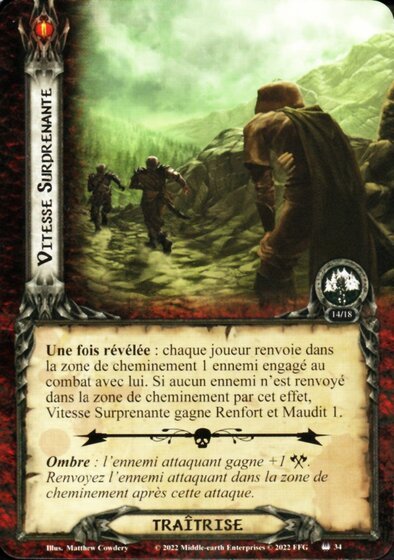 Vitesse Surprenante
14/18
Une fois révélée : chaque joueur renvoie dans
la zone de cheminement 1 ennemi engagé au
combat avec lui. Si aucun ennemi n'est renvoyé
dans la zone de cheminement par cet effet,
Vitesse Surprenante gagne Renfort et Maudit 1.
Ombre : l'ennemi attaquant gagne +1.
Renvoyez l'ennemi attaquant dans la zone de
cheminement après cette attaque.
TRAÎTRISE
Illus. Matthew Cowdery © 2022 Middle-earth Enterprises © 2022 FFG 34